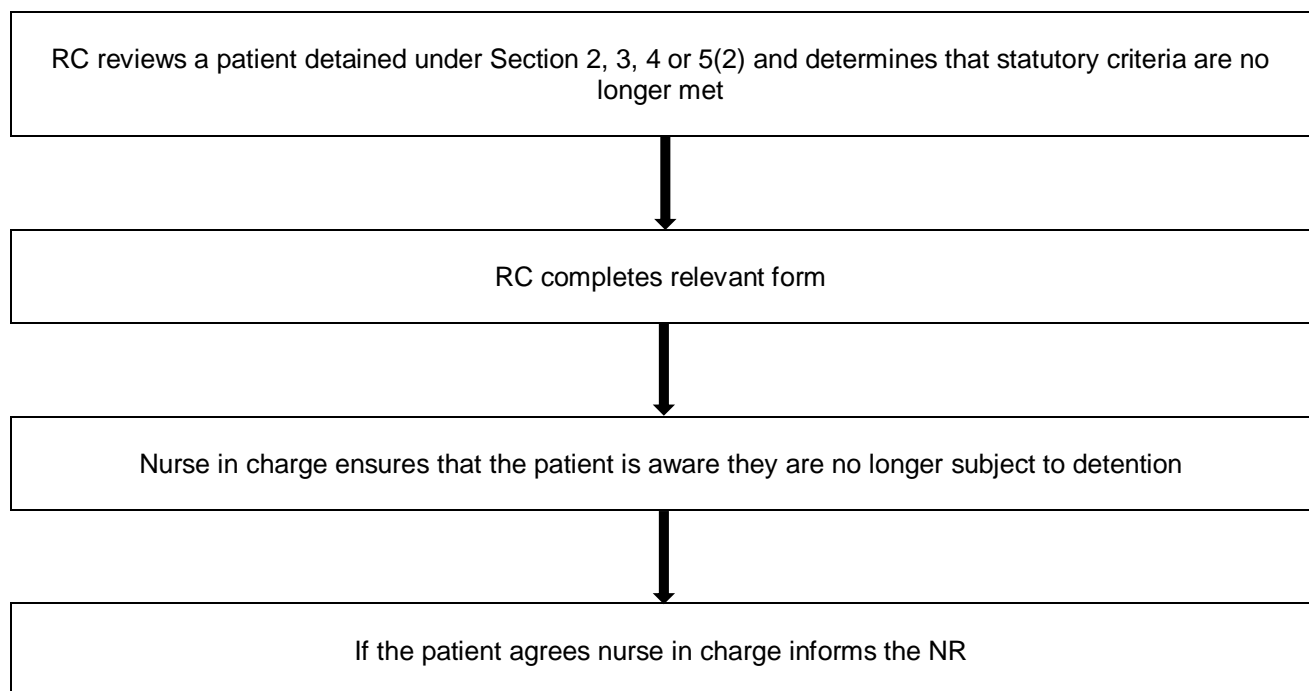 RC reviews a patient detained under Section 2, 3, 4 or 5(2) and determines that statutory criteria are no
longer met
RC completes relevant form
Nurse in charge ensures that the patient is aware they are no longer subject to detention
If the patient agrees nurse in charge informs the NR